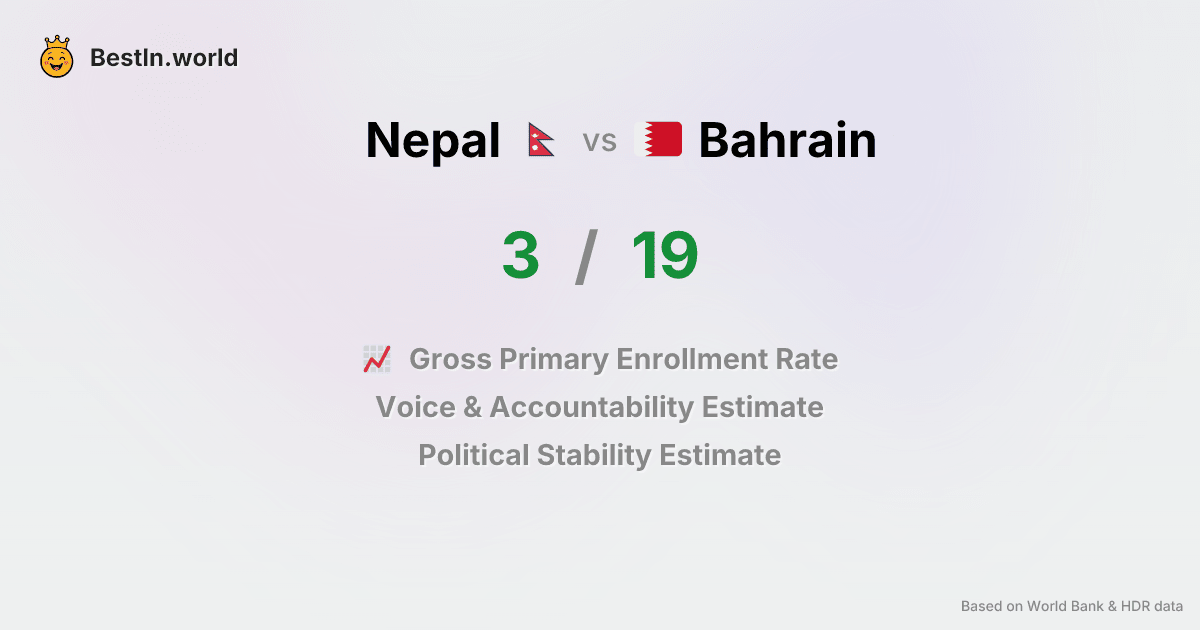 BestIn.world
Nepal vs Bahrain
3 / 19
Gross Primary Enrollment Rate
Voice & Accountability Estimate
Political Stability Estimate
Based on World Bank & HDR data